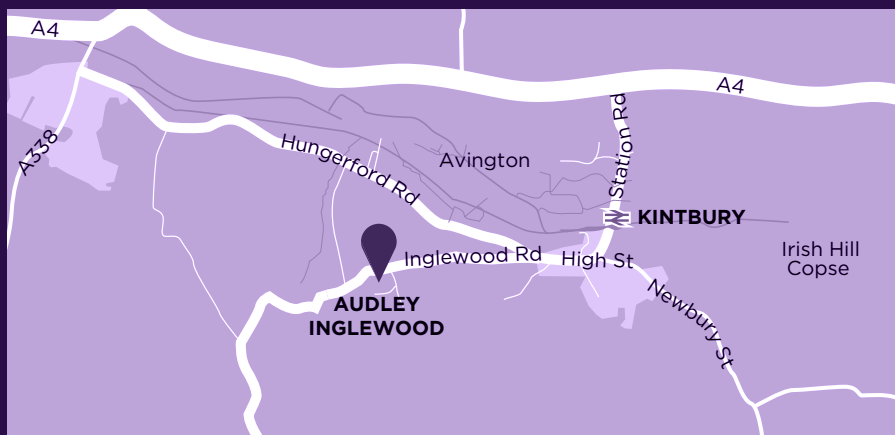 A4
A4
A338
Hungerford Rd
Avington
Station Rd
KINTBURY
Inglewood Rd
High St
Irish Hill
Copse
Newbury St
AUDLEY
INGLEWOOD